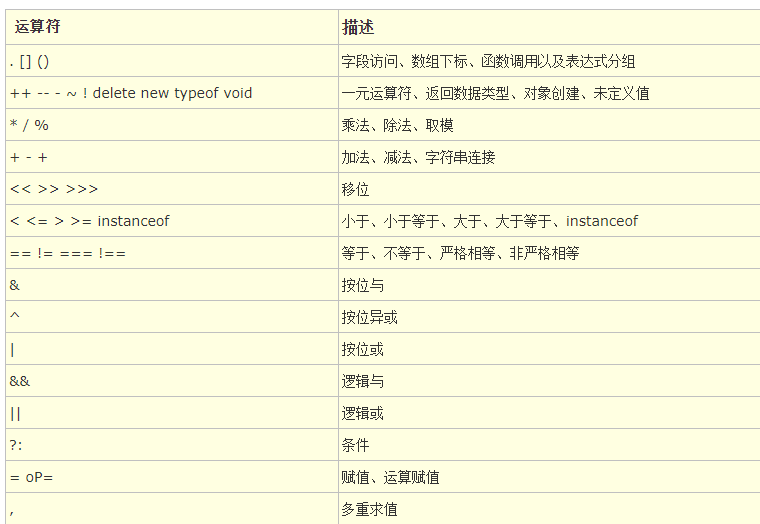 运算符 描述
. [] () 字段访问、数组下标、函数调用以及表达式分组
++ -- - ~ ! delete new typeof void 一元运算符、返回数据类型、对象创建、未定义值
* / % 乘法、除法、取模
+ - + 加法、减法、字符串连接
<< >> >>> 移位
< <= > >= instanceof 小于、小于等于、大于、大于等于、instanceof
== != === !== 等于、不等于、严格相等、非严格相等
& 按位与
^ 按位异或
| 按位或
&& 逻辑与
|| 逻辑或
?: 条件
= oP= 赋值、运算赋值
, 多重求值